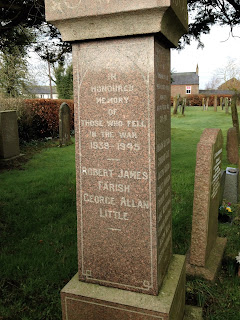 IN
HONOURED
MEMORY
OF
THOSE WHO FELL
IN THE WAR
1939-1945
ROBERT JAMES
FARISH
GEORGE ALLAN
LITTLE